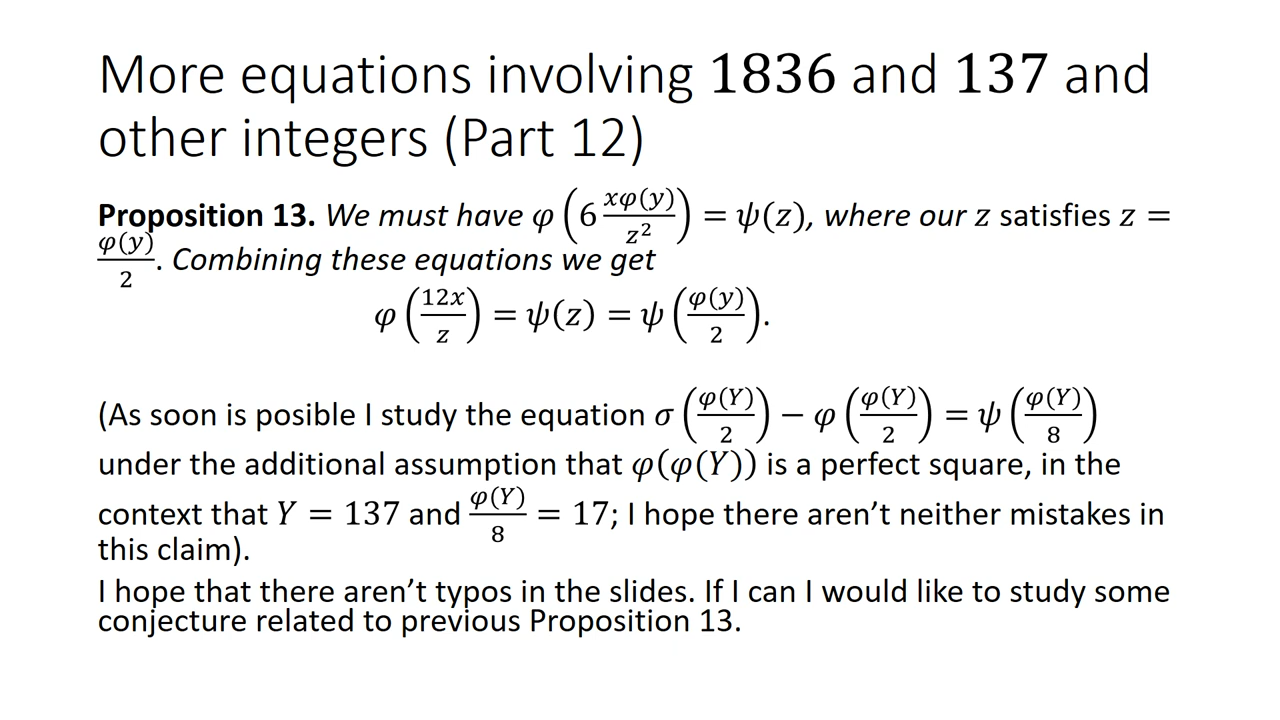 More equations involving 1836 and 137 and
other integers (Part 12)
Proposition 13. We must have φ(6 xφ(y)/z²) = ψ(z), where our z satisfies z =
φ(y)/2. Combining these equations we get
φ(12x/z) = ψ(z) = ψ(φ(y)/2).
(As soon is posible I study the equation σ(φ(Y)/2) − φ(φ(Y)/2) = ψ(φ(Y)/8)
under the additional assumption that φ(φ(Y)) is a perfect square, in the
context that Y = 137 and φ(Y)/8 = 17; I hope there aren’t neither mistakes in
this claim).
I hope that there aren’t typos in the slides. If I can I would like to study some
conjecture related to previous Proposition 13.